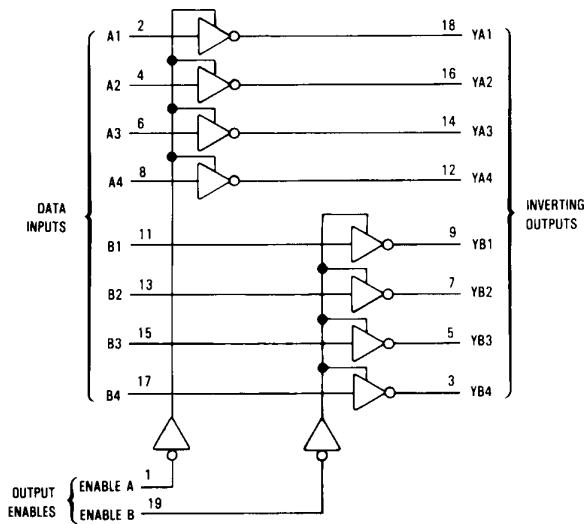 A1 2 18 YA1
A2 4 16 YA2
A3 6 14 YA3
A4 8 12 YA4
DATA
INPUTS
INVERTING
OUTPUTS
B1 11 9 YB1
B2 13 7 YB2
B3 15 5 YB3
B4 17 3 YB4
OUTPUT
ENABLES
ENABLE A 1
ENABLE B 19